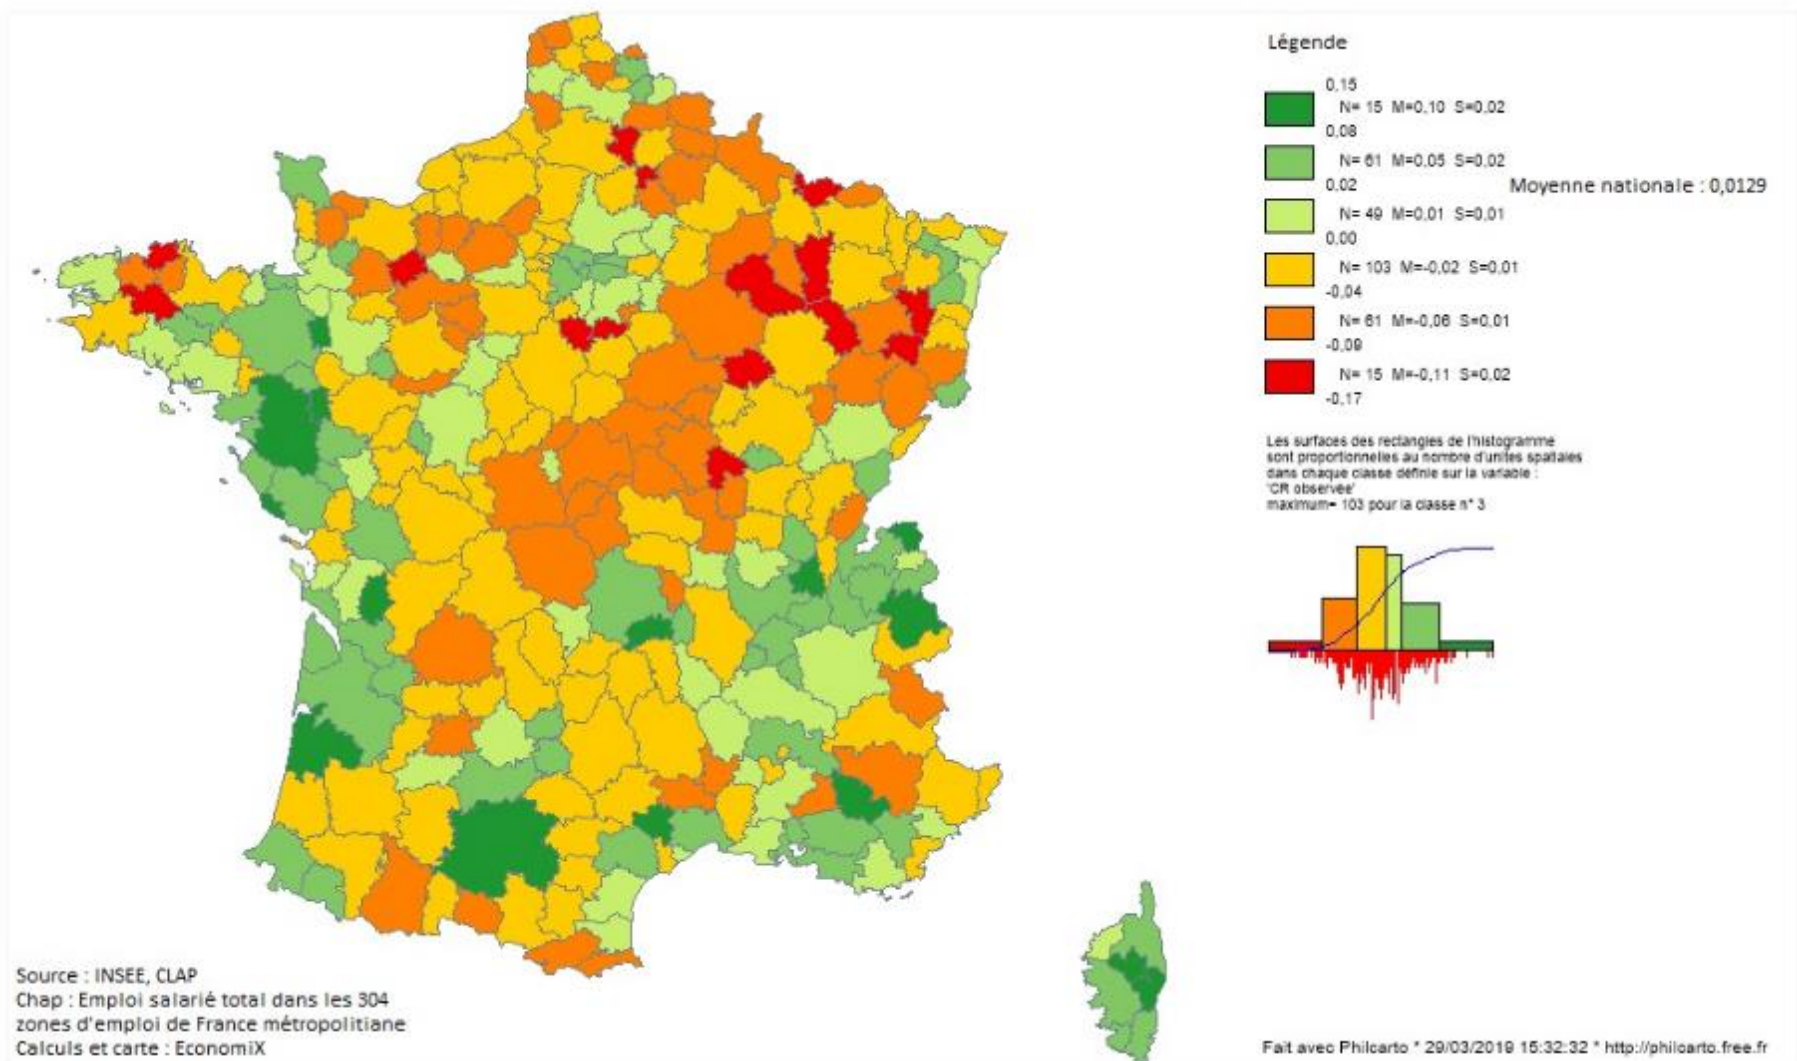 Légende
0,15
N= 15 M=0,10 S=0,02
0,08
N= 61 M=0,05 S=0,02
0,02
Moyenne nationale : 0,0129
N= 49 M=0,01 S=0,01
0,00
N= 103 M=-0,02 S=0,01
-0,04
N= 61 M=-0,06 S=0,01
-0,09
N= 15 M=-0,11 S=0,02
-0,17
Les surfaces des rectangles de l'histogramme
sont proportionnelles au nombre d'unités spatiales
dans chaque classe définie sur la variable :
'CR observée'
maximum= 103 pour la classe n° 3
Source : INSEE, CLAP
Chap : Emploi salarié total dans les 304
zones d'emploi de France métropolitiane
Calculs et carte : EconomiX
Fait avec Philcarto * 29/03/2019 15:32:32 * http://philcarto.free.fr